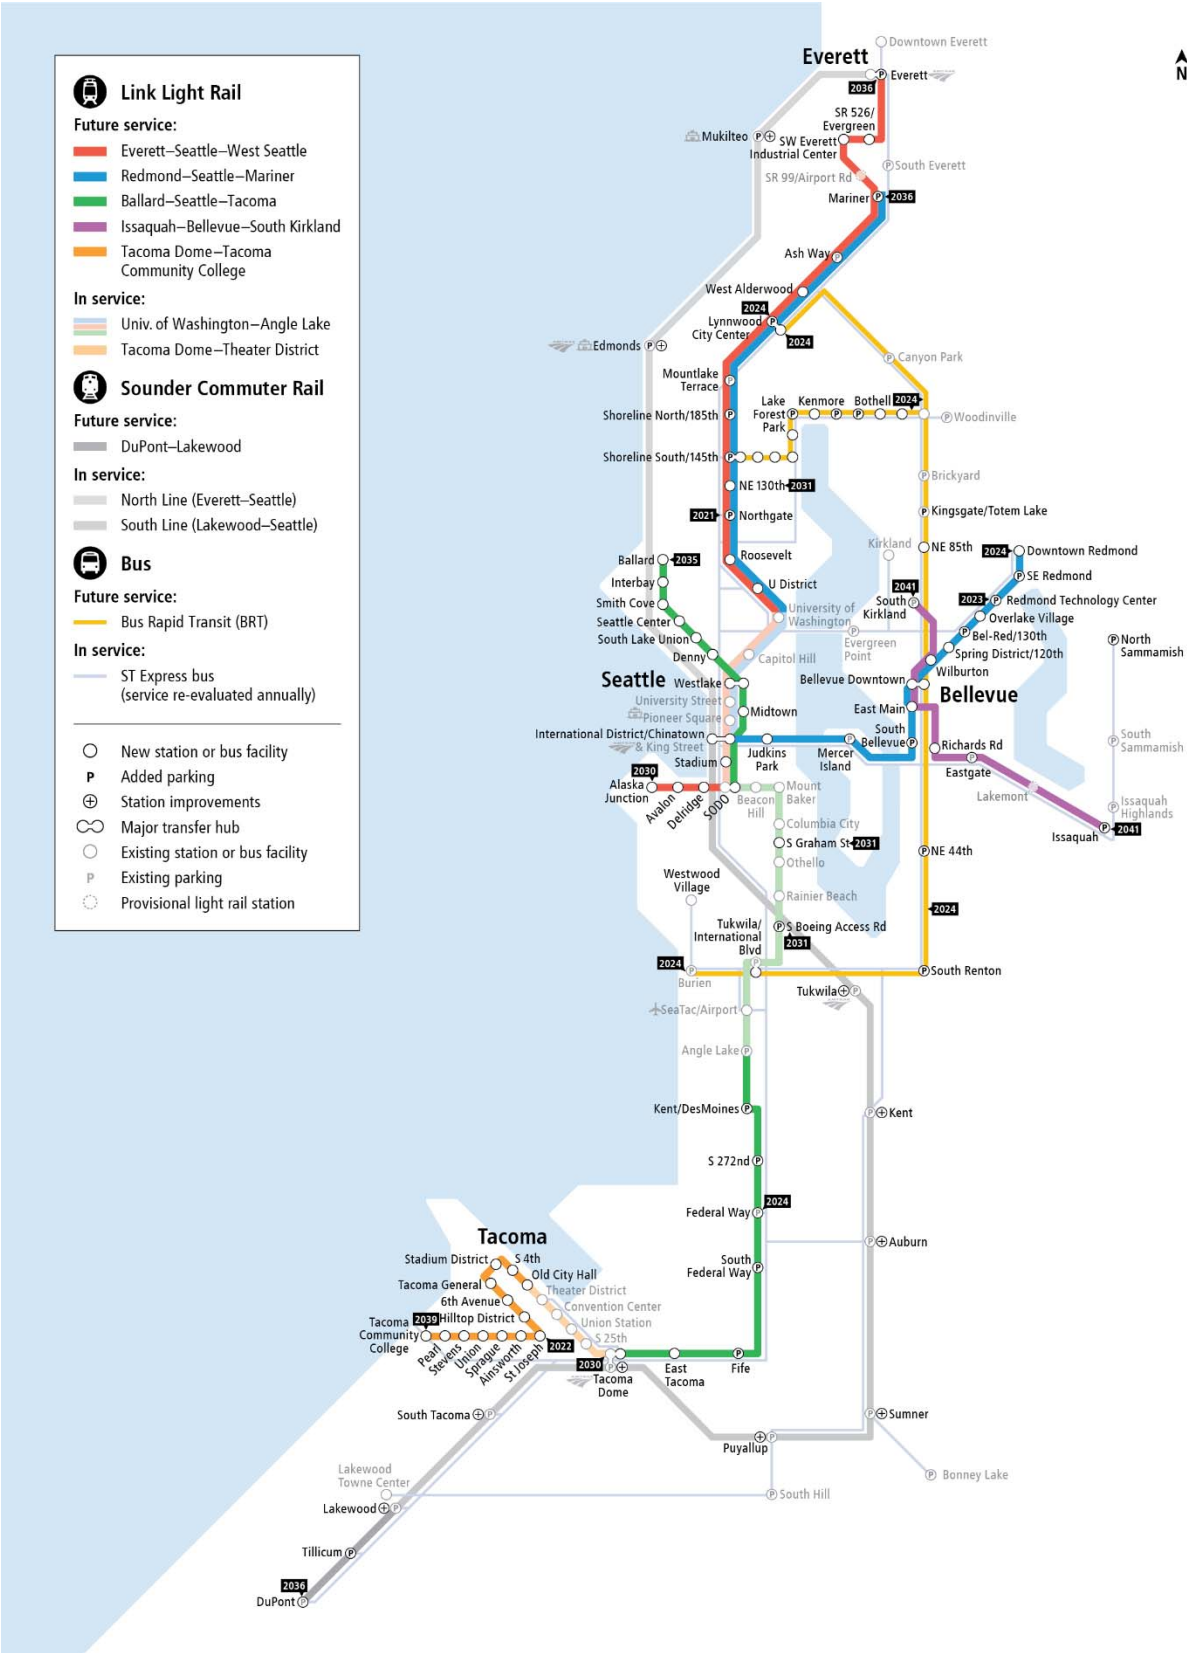 Link Light Rail
Future service:
Everett–Seattle–West Seattle
Redmond–Seattle–Mariner
Ballard–Seattle–Tacoma
Issaquah–Bellevue–South Kirkland
Tacoma Dome–Tacoma
Community College
In service:
Univ. of Washington–Angle Lake
Tacoma Dome–Theater District
Sounder Commuter Rail
Future service:
DuPont–Lakewood
In service:
North Line (Everett–Seattle)
South Line (Lakewood–Seattle)
Bus
Future service:
Bus Rapid Transit (BRT)
In service:
ST Express bus
(service re-evaluated annually)
New station or bus facility
P Added parking
Station improvements
Major transfer hub
Existing station or bus facility
P Existing parking
Provisional light rail station
N
Downtown Everett
Everett
Everett
2036
SR 526/
Evergreen
Mukilteo
SW Everett
Industrial Center
South Everett
SR 99/Airport Rd
Mariner
2036
Ash Way
West Alderwood
2024
Lynnwood
City Center
2024
Edmonds
Canyon Park
Mountlake
Terrace
Lake
Forest
Park
Kenmore
Bothell
2024
Woodinville
Shoreline North/185th
Shoreline South/145th
Brickyard
NE 130th
2031
2021
Northgate
Kingsgate/Totem Lake
Roosevelt
Kirkland
NE 85th
2024
Downtown Redmond
Ballard
2035
Interbay
U District
2041
SE Redmond
Smith Cove
South
Kirkland
2023
Redmond Technology Center
Seattle Center
University of
Washington
Overlake Village
South Lake Union
Evergreen
Point
Bel-Red/130th
North
Sammamish
Denny
Capitol Hill
Spring District/120th
Wilburton
Seattle
Westlake
Bellevue Downtown
Bellevue
University Street
Pioneer Square
Midtown
East Main
International District/Chinatown
& King Street
South
Bellevue
Judkins
Park
Mercer
Island
Richards Rd
South
Sammamish
Stadium
Eastgate
2030
Alaska
Junction
Avalon
Delridge
SODO
Beacon
Hill
Mount
Baker
Lakemont
Issaquah
Highlands
Columbia City
Issaquah
2041
S Graham St
2031
NE 44th
Othello
Westwood
Village
Rainier Beach
2024
Tukwila/
International
Blvd
S Boeing Access Rd
2031
2024
Burien
South Renton
Tukwila
SeaTac/Airport
Angle Lake
Kent/DesMoines
Kent
S 272nd
2024
Federal Way
Auburn
South
Federal Way
Tacoma
Stadium District
S 4th
Old City Hall
Tacoma General
Theater District
6th Avenue
Convention Center
Hilltop District
Union Station
2039
Tacoma
Community
College
S 25th
Pearl
Stevens
Union
Sprague
Ainsworth
St Joseph
2022
2030
Tacoma
Dome
East
Tacoma
Fife
South Tacoma
Sumner
Puyallup
Lakewood
Towne Center
Bonney Lake
South Hill
Lakewood
Tillicum
2036
DuPont